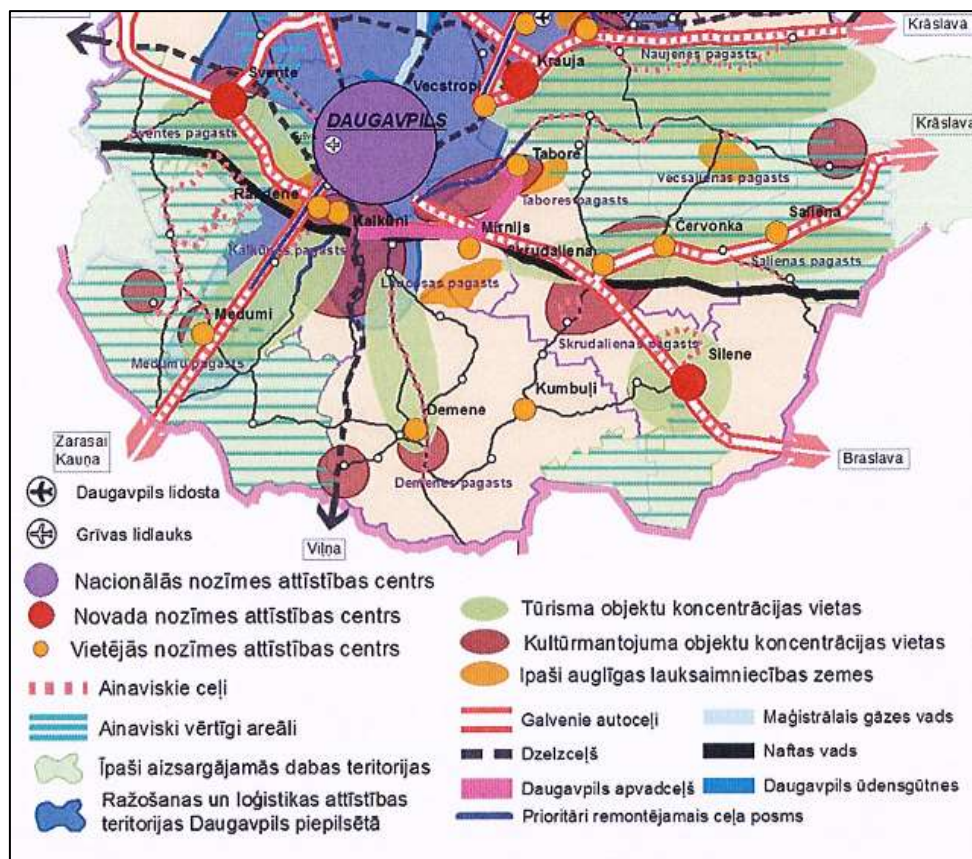 Krāslava
Naujenes pagasts
Krauja
Svente
Vecstropi
DAUGAVPILS
Krāslava
Sventes pagasts
Tabore
Vecsalienas pagasts
Tabores pagasts
Kalkūni
Mirnijs
Červonka
Saliena
Kalkūnes pagasts
Skrudaliena
Salienas pagasts
Laucesas pagasts
Medumi
Skrudalienas pagasts
Silene
Medumu pagasts
Kumbuļi
Demene
Zarasai
Kauņa
Braslava
Demenes pagasts
Viļņa
Daugavpils lidosta
Grīvas lidlauks
Nacionālās nozīmes attīstības centrs
Novada nozīmes attīstības centrs
Vietējās nozīmes attīstības centrs
Ainaviskie ceļi
Ainaviski vērtīgi areāli
Īpaši aizsargājamās dabas teritorijas
Ražošanas un loģistikas attīstības
teritorijas Daugavpils piepilsētā
Tūrisma objektu koncentrācijas vietas
Kultūrmantojuma objektu koncentrācijas vietas
Ipaši auglīgas lauksaimniecības zemes
Galvenie autoceļi
Maģistrālais gāzes vads
Dzelzceļš
Naftas vads
Daugavpils apvadceļš
Daugavpils ūdensgūtnes
Prioritāri remontējamais ceļa posms